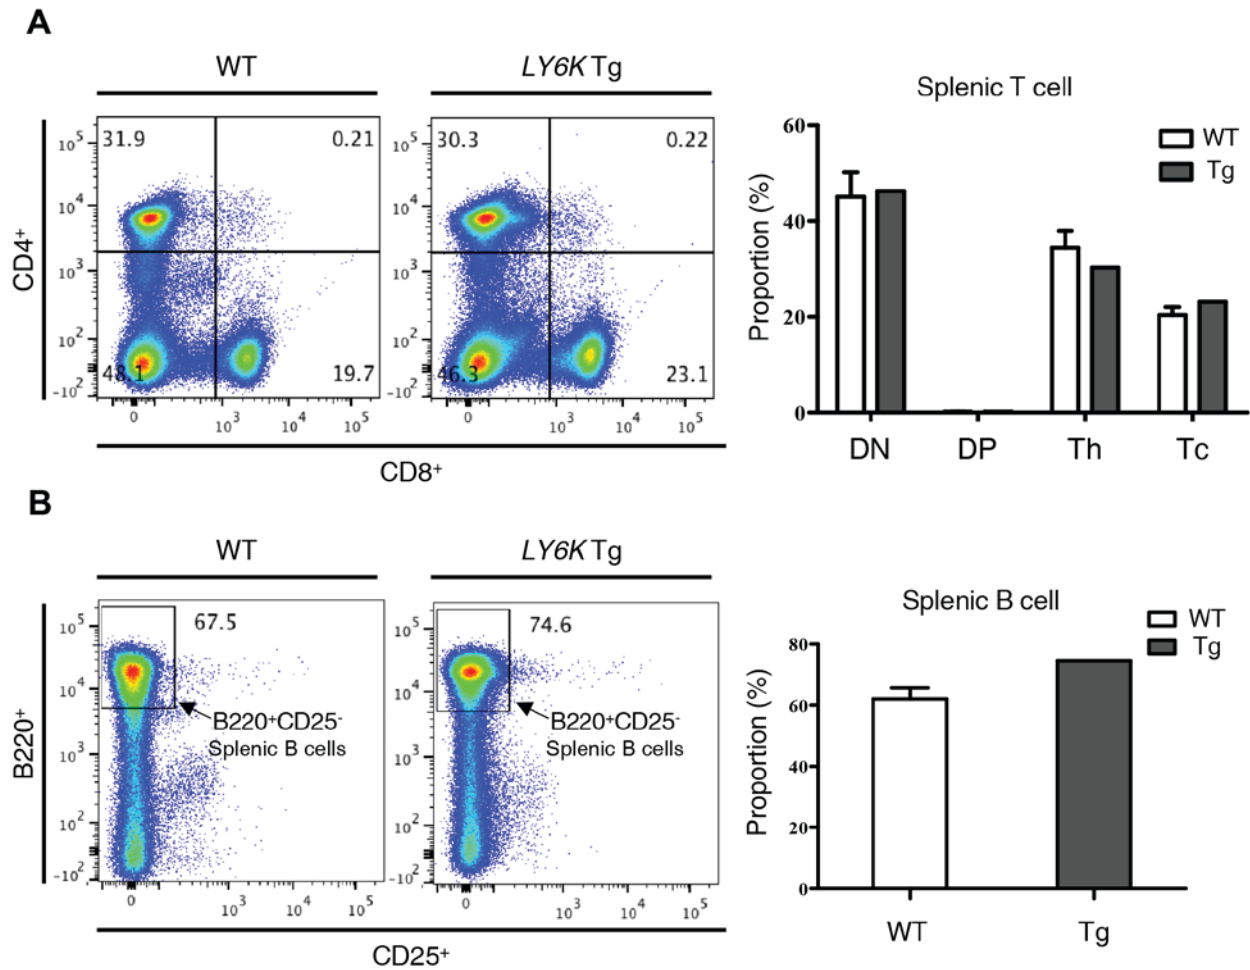 A
WT
LY6K Tg
CD4⁺
10⁵
10⁴
10³
10²
-10²
31.9
0.21
48.1
19.7
0
10³
10⁴
10⁵
10⁵
10⁴
10³
10²
-10²
30.3
0.22
46.3
23.1
0
10³
10⁴
10⁵
CD8⁺
Splenic T cell
WT
Tg
Proportion (%)
60
40
20
0
DN
DP
Th
Tc
B
WT
LY6K Tg
B220⁺
10⁵
10⁴
10³
10²
-10²
67.5
B220⁺CD25⁻
Splenic B cells
0
10³
10⁴
10⁵
10⁵
10⁴
10³
10²
-10²
74.6
B220⁺CD25⁻
Splenic B cells
0
10³
10⁴
10⁵
CD25⁺
Splenic B cell
WT
Tg
Proportion (%)
80
60
40
20
0
WT
Tg